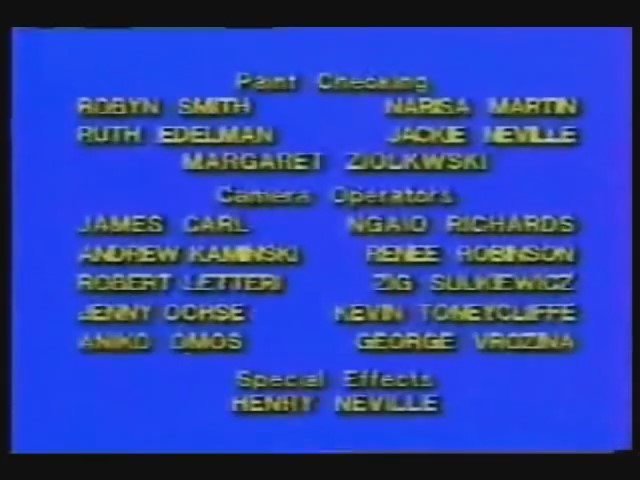 Paint Checking
ROBYN SMITH NARISA MARTIN
RUTH EDELMAN JACKIE NEVILLE
MARGARET ZIOLKWSKI
Camera Operators
JAMES CARL NGAIO RICHARDS
ANDREW KAMINSKI RENEE ROBINSON
ROBERT LETTERI ZIG SULKIEWICZ
JENNY OCHSE KEVIN TONEYCLIFFE
ANIKO OMOS GEORGE VROZINA
Special Effects
HENRY NEVILLE